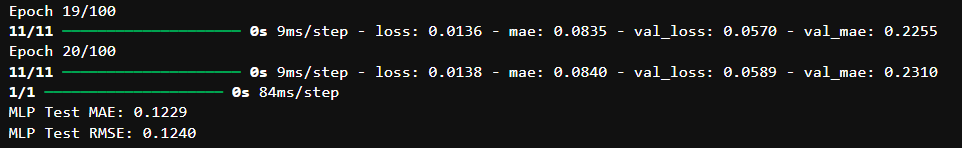 Epoch 19/100
11/11 ━━━━━━━━━━━━━━━━━━━━ 0s 9ms/step - loss: 0.0136 - mae: 0.0835 - val_loss: 0.0570 - val_mae: 0.2255
Epoch 20/100
11/11 ━━━━━━━━━━━━━━━━━━━━ 0s 9ms/step - loss: 0.0138 - mae: 0.0840 - val_loss: 0.0589 - val_mae: 0.2310
1/1 ━━━━━━━━━━━━━━━━━━━━ 0s 84ms/step
MLP Test MAE: 0.1229
MLP Test RMSE: 0.1240